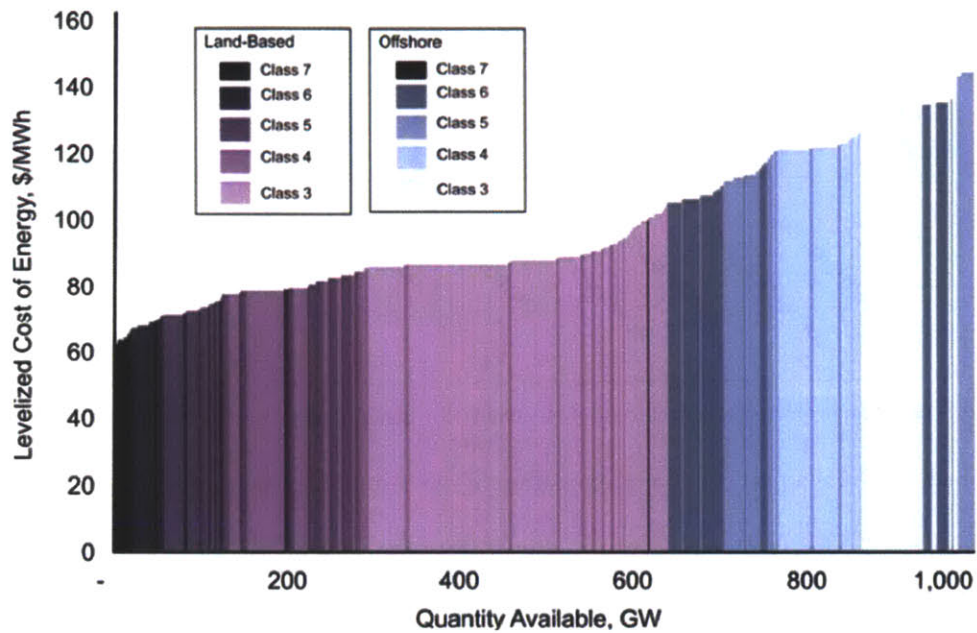 160
140
120
100
80
60
40
20
0
Levelized Cost of Energy, $/MWh
Land-Based
Class 7
Class 6
Class 5
Class 4
Class 3
Offshore
Class 7
Class 6
Class 5
Class 4
Class 3
- 200 400 600 800 1,000
Quantity Available, GW